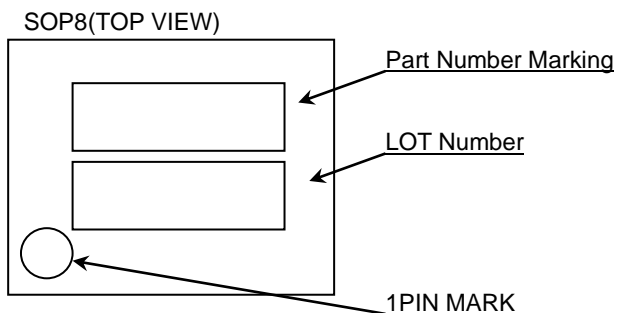 SOP8(TOP VIEW)
Part Number Marking
LOT Number
1PIN MARK